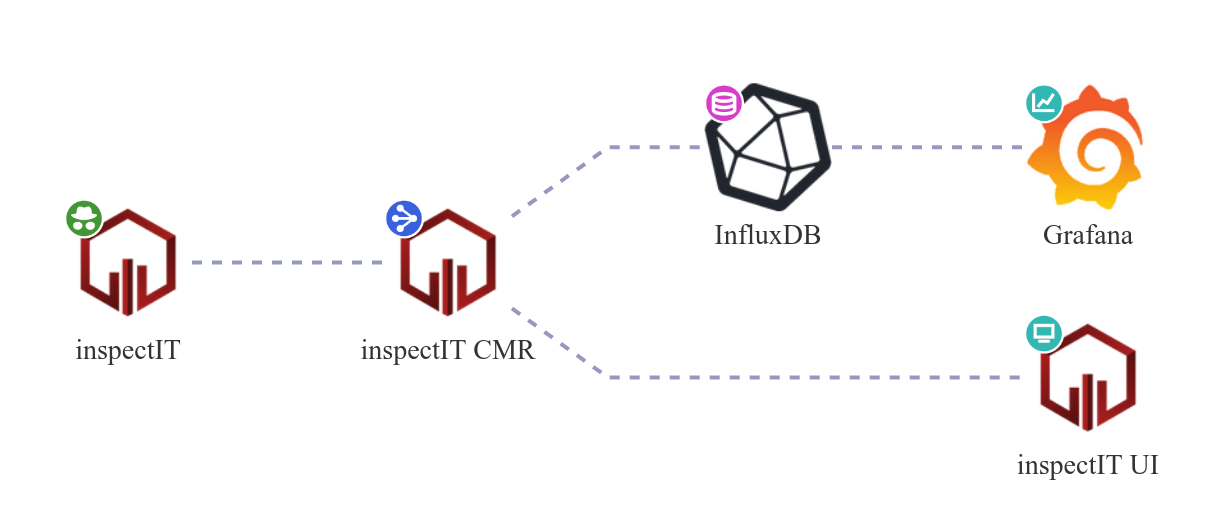 InfluxDB
Grafana
inspectIT
inspectIT CMR
inspectIT UI